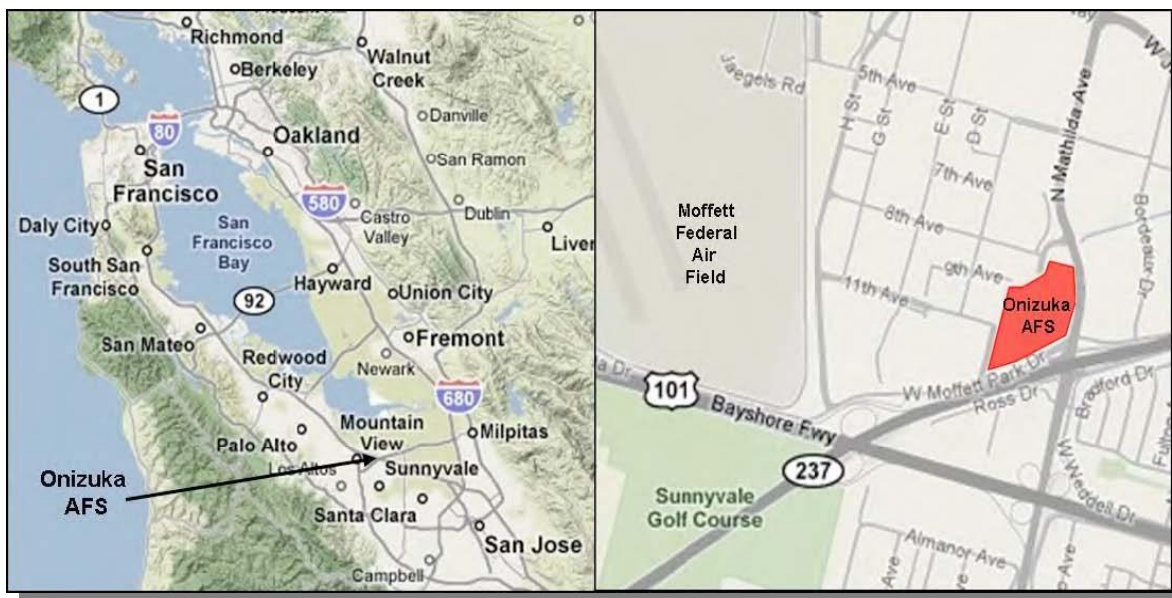 Richmond
Berkeley
Walnut
Creek
1
Danville
80
Oakland
San Ramon
San
Francisco
580
Dublin
Castro
Valley
Daly City
San
Francisco
Bay
Liver
South San
Francisco
Hayward
92
Union City
San Mateo
Fremont
Redwood
City
Newark
680
Mountain
View
Milpitas
Palo Alto
Los Altos
Sunnyvale
Onizuka
AFS
Santa Clara
San Jose
Campbell
Jaegels Rd
5th Ave
H St
G St
E St
D St
7th Ave
N Mathilda Ave
8th Ave
Bordeaux Dr
Moffett
Federal
Air
Field
9th Ave
11th Ave
Onizuka
AFS
W Moffett Park Dr
Ross Dr
Bradford Dr
a Dr
101
Bayshore Fwy
237
W Weddell Dr
Sunnyvale
Golf Course
Almanor Ave
Ave